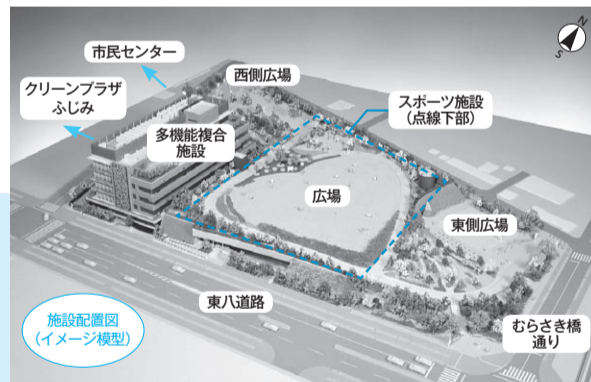 N
S
市民センター
西側広場
クリーンプラザ
ふじみ
スポーツ施設
(点線下部)
多機能複合
施設
広場
東側広場
東八道路
施設配置図
(イメージ模型)
むらさき橋
通り